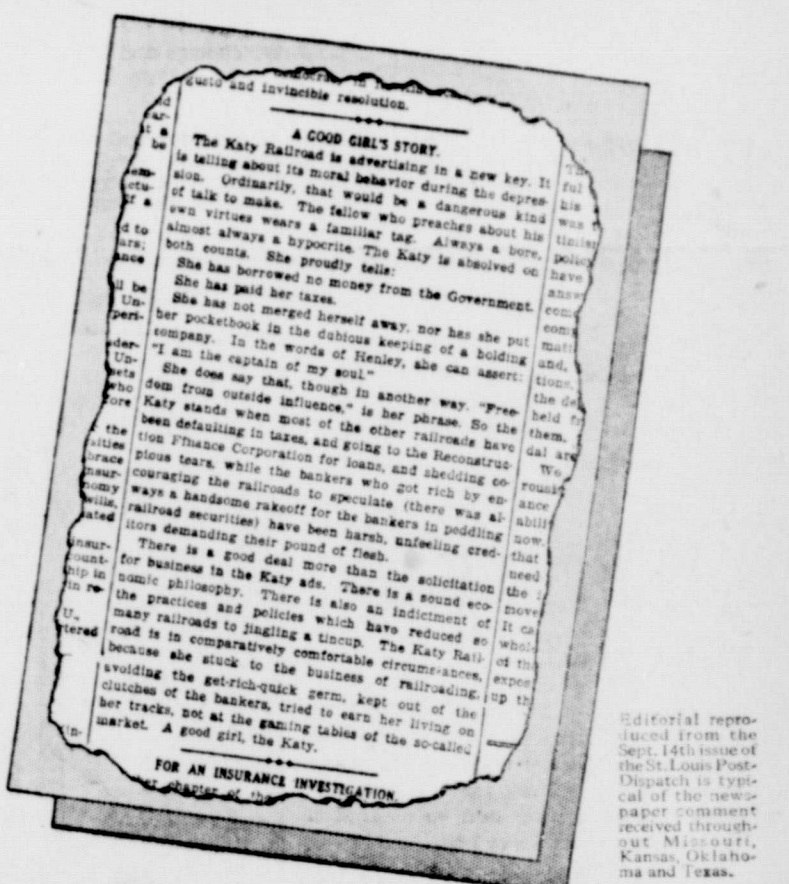 gusto and invincible resolution.
A GOOD GIRL'S STORY.
The Katy Railroad is advertising in a new key. It
is telling about its moral behavior during the depres-
sion. Ordinarily, that would be a dangerous kind
of talk to make. The fellow who preaches about his
own virtues wears a familiar tag. Always a bore,
almost always a hypocrite. The Katy is absolved on
both counts. She proudly tells:
She has borrowed no money from the Government.
She has paid her taxes.
She has not merged herself away, nor has she put
her pocketbook in the dubious keeping of a holding
company. In the words of Henley, she can assert:
"I am the captain of my soul."
She does say that, though in another way. "Free-
dom from outside influence," is her phrase. So the
Katy stands when most of the other railroads have
been defaulting in taxes, and going to the Reconstruc-
tion Ffnance Corporation for loans, and shedding co-
pious tears, while the bankers who got rich by en-
couraging the railroads to speculate (there was al-
ways a handsome rakeoff for the bankers in peddling
railroad securities) have been harsh, unfeeling cred-
itors demanding their pound of flesh.
There is a good deal more than the solicitation
for business in the Katy ads. There is a sound eco-
nomic philosophy. There is also an indictment of
the practices and policies which have reduced so
many railroads to jingling a tincup. The Katy Rail-
road is in comparatively comfortable circumstances,
because she stuck to the business of railroading,
avoiding the get-rich-quick germ, kept out of the
clutches of the bankers, tried to earn her living on
her tracks, not at the gaming tables of the so-called
market. A good girl, the Katy.
FOR AN INSURANCE INVESTIGATION.
chapter of the
Editorial repro-
duced from the
Sept. 14th issue of
the St. Louis Post-
Dispatch is typi-
cal of the news-
paper comment
received through-
out Missouri,
Kansas, Oklaho-
ma and Texas.